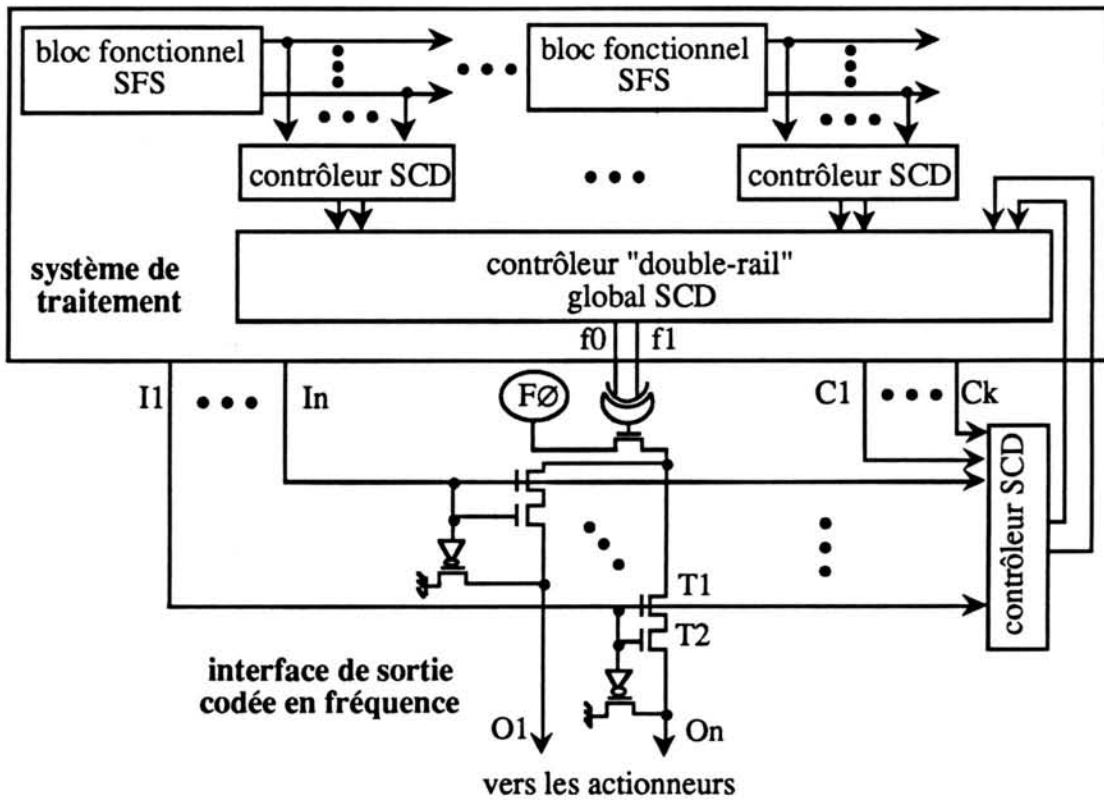 bloc fonctionnel
SFS
bloc fonctionnel
SFS
contrôleur SCD
contrôleur SCD
système de
traitement
contrôleur "double-rail"
global SCD
f0
f1
I1
In
FØ
C1
Ck
contrôleur SCD
T1
T2
interface de sortie
codée en fréquence
O1
On
vers les actionneurs